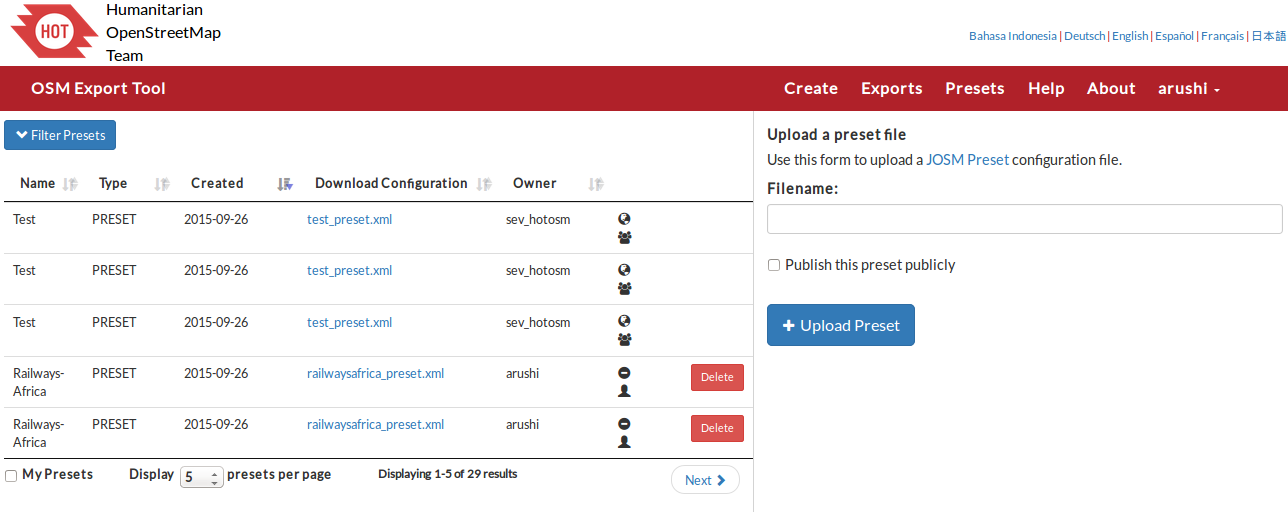 HOT
Humanitarian
OpenStreetMap
Team
Bahasa Indonesia | Deutsch | English | Español | Français | 日本語
OSM Export Tool
Create Exports Presets Help About arushi
Filter Presets
Name Type Created Download Configuration Owner
Test PRESET 2015-09-26 test_preset.xml sev_hotosm
Test PRESET 2015-09-26 test_preset.xml sev_hotosm
Test PRESET 2015-09-26 test_preset.xml sev_hotosm
Railways-
Africa PRESET 2015-09-26 railwaysafrica_preset.xml arushi Delete
Railways-
Africa PRESET 2015-09-26 railwaysafrica_preset.xml arushi Delete
My Presets Display 5 presets per page Displaying 1-5 of 29 results Next
Upload a preset file
Use this form to upload a JOSM Preset configuration file.
Filename:
Publish this preset publicly
Upload Preset